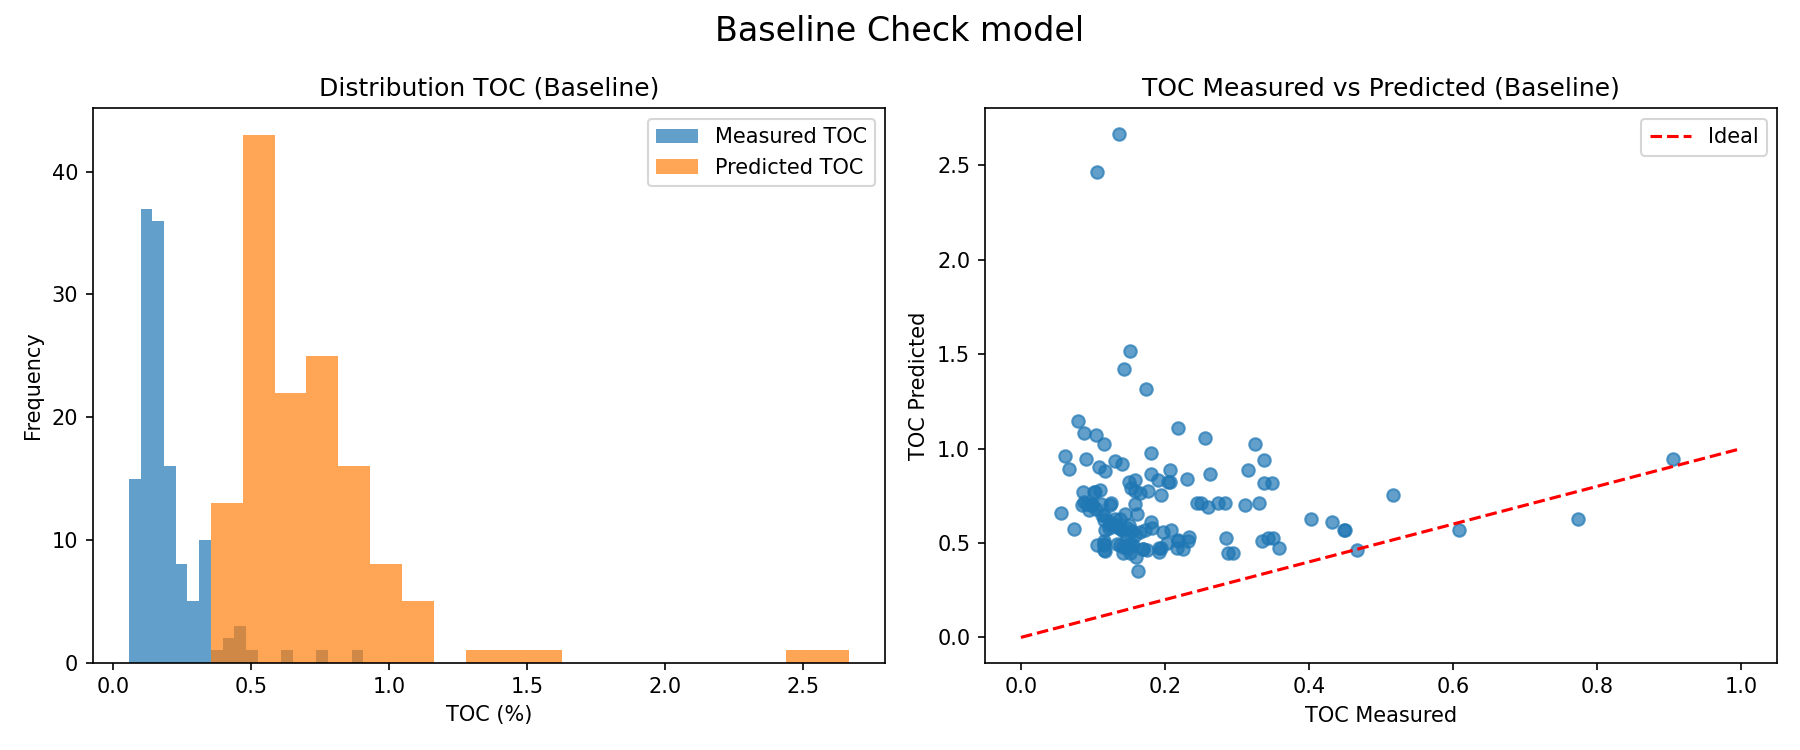 Baseline Check model
Distribution TOC (Baseline)
Measured TOC
Predicted TOC
Frequency
40
30
20
10
0
0.0 0.5 1.0 1.5 2.0 2.5
TOC (%)
TOC Measured vs Predicted (Baseline)
Ideal
TOC Predicted
2.5
2.0
1.5
1.0
0.5
0.0
0.0 0.2 0.4 0.6 0.8 1.0
TOC Measured